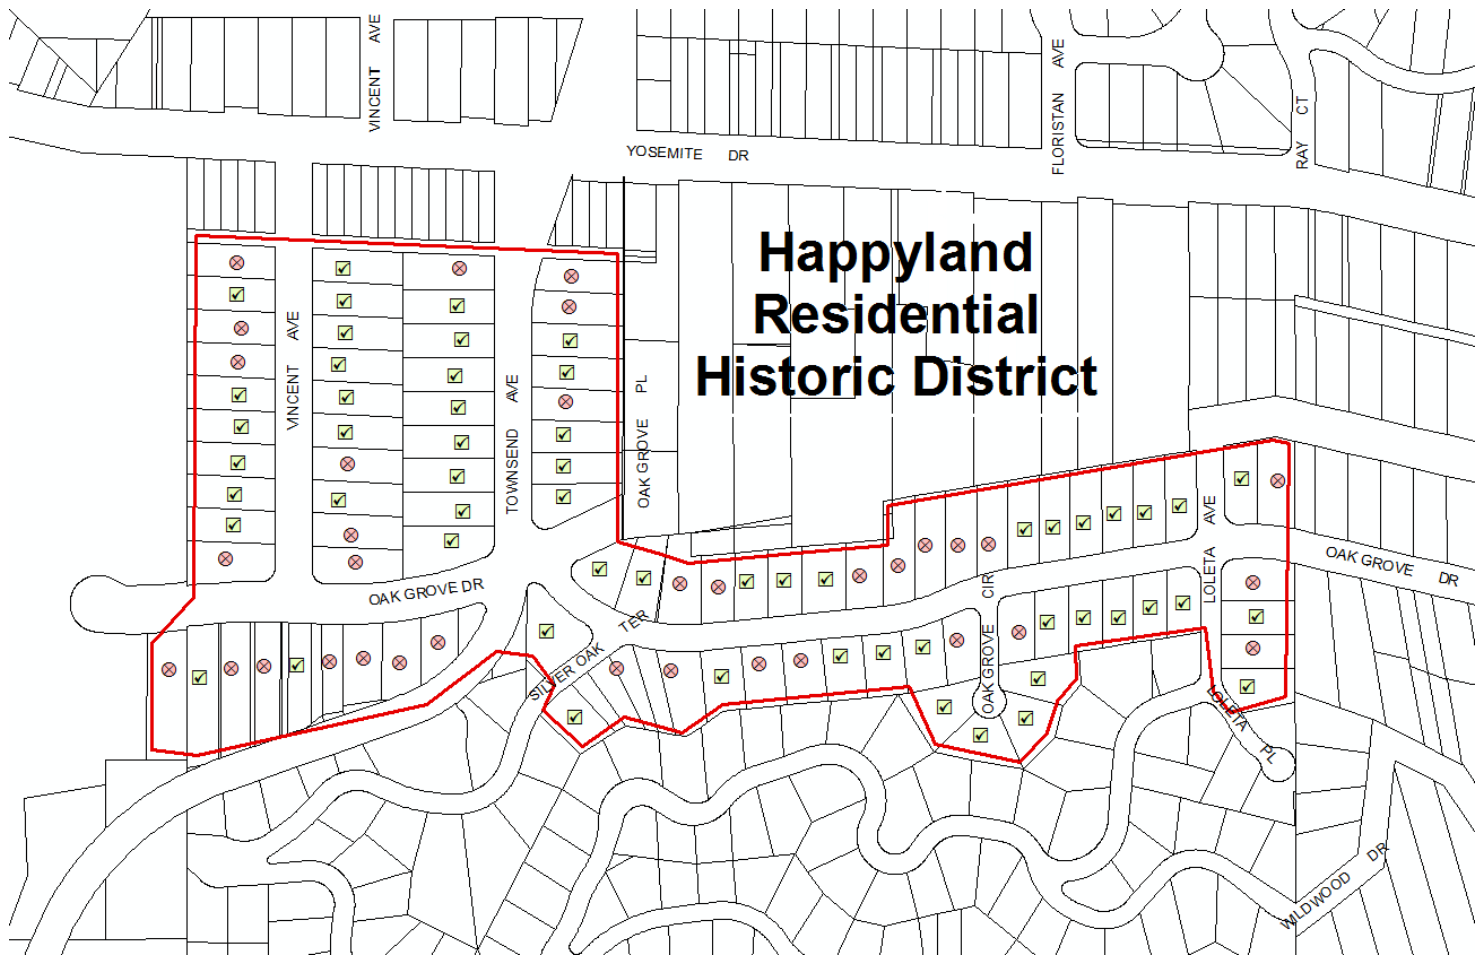 VINCENT AVE
FLORISTAN AVE
RAY CT
YOSEMITE DR
Happyland
Residential
Historic District
VINCENT AVE
TOWNSEND AVE
OAK GROVE PL
OAK GROVE DR
SILVER OAK TER
OAK GROVE CIR
LOLETA AVE
OAK GROVE DR
LOLETA PL
WILDWOOD DR